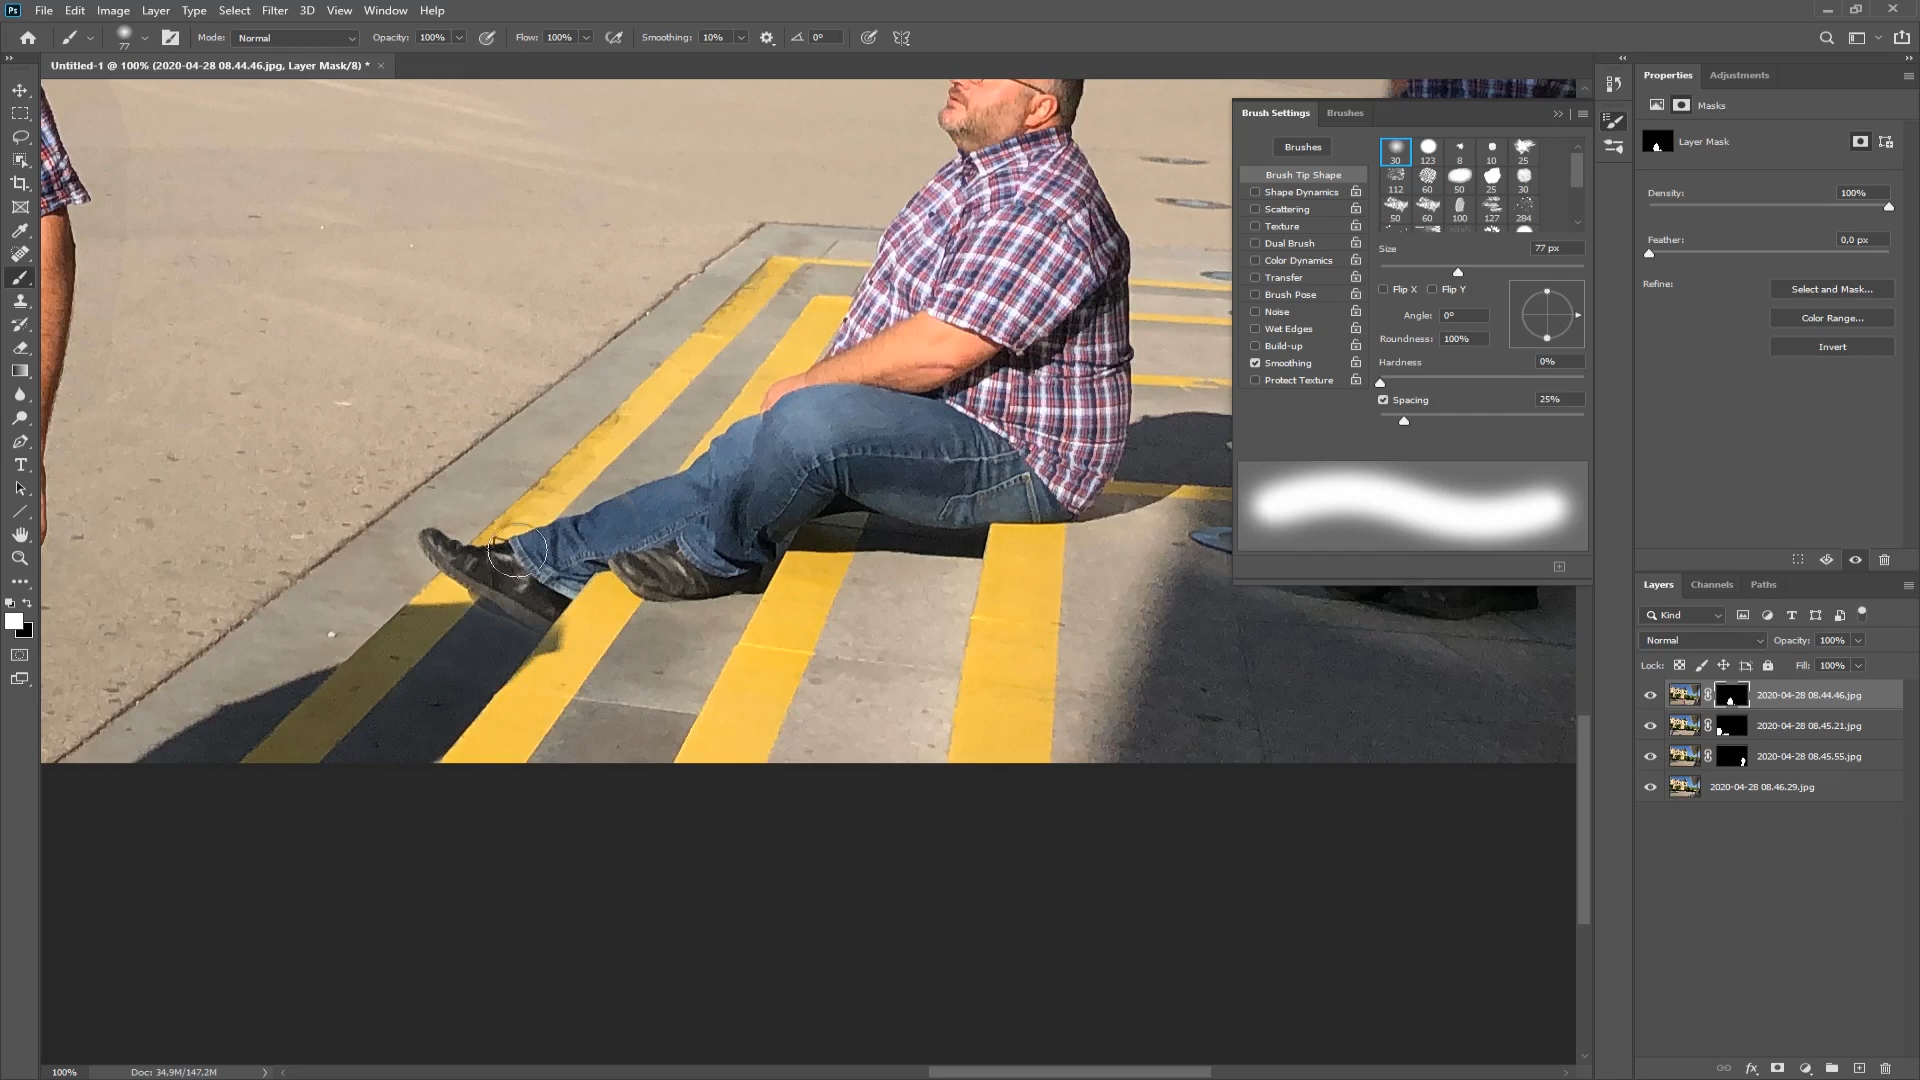 Ps File Edit Image Layer Type Select Filter 3D View Window Help
77 Mode: Normal Opacity: 100% Flow: 100% Smoothing: 10% 0°
Untitled-1 @ 100% (2020-04-28 08.44.46.jpg, Layer Mask/8) * ×
Brush Settings Brushes
Brushes
Brush Tip Shape
Shape Dynamics
Scattering
Texture
Dual Brush
Color Dynamics
Transfer
Brush Pose
Noise
Wet Edges
Build-up
Smoothing
Protect Texture
30 123 8 10 25
112 60 50 25 30
50 60 100 127 284
Size 77 px
Flip X Flip Y
Angle: 0°
Roundness: 100%
Hardness 0%
Spacing 25%
Properties Adjustments
Masks
Layer Mask
Density: 100%
Feather: 0,0 px
Refine: Select and Mask...
Color Range...
Invert
Layers Channels Paths
Kind
Normal Opacity: 100%
Lock: Fill: 100%
2020-04-28 08.44.46.jpg
2020-04-28 08.45.21.jpg
2020-04-28 08.45.55.jpg
2020-04-28 08.46.29.jpg
100% Doc: 34,9M/147,2M